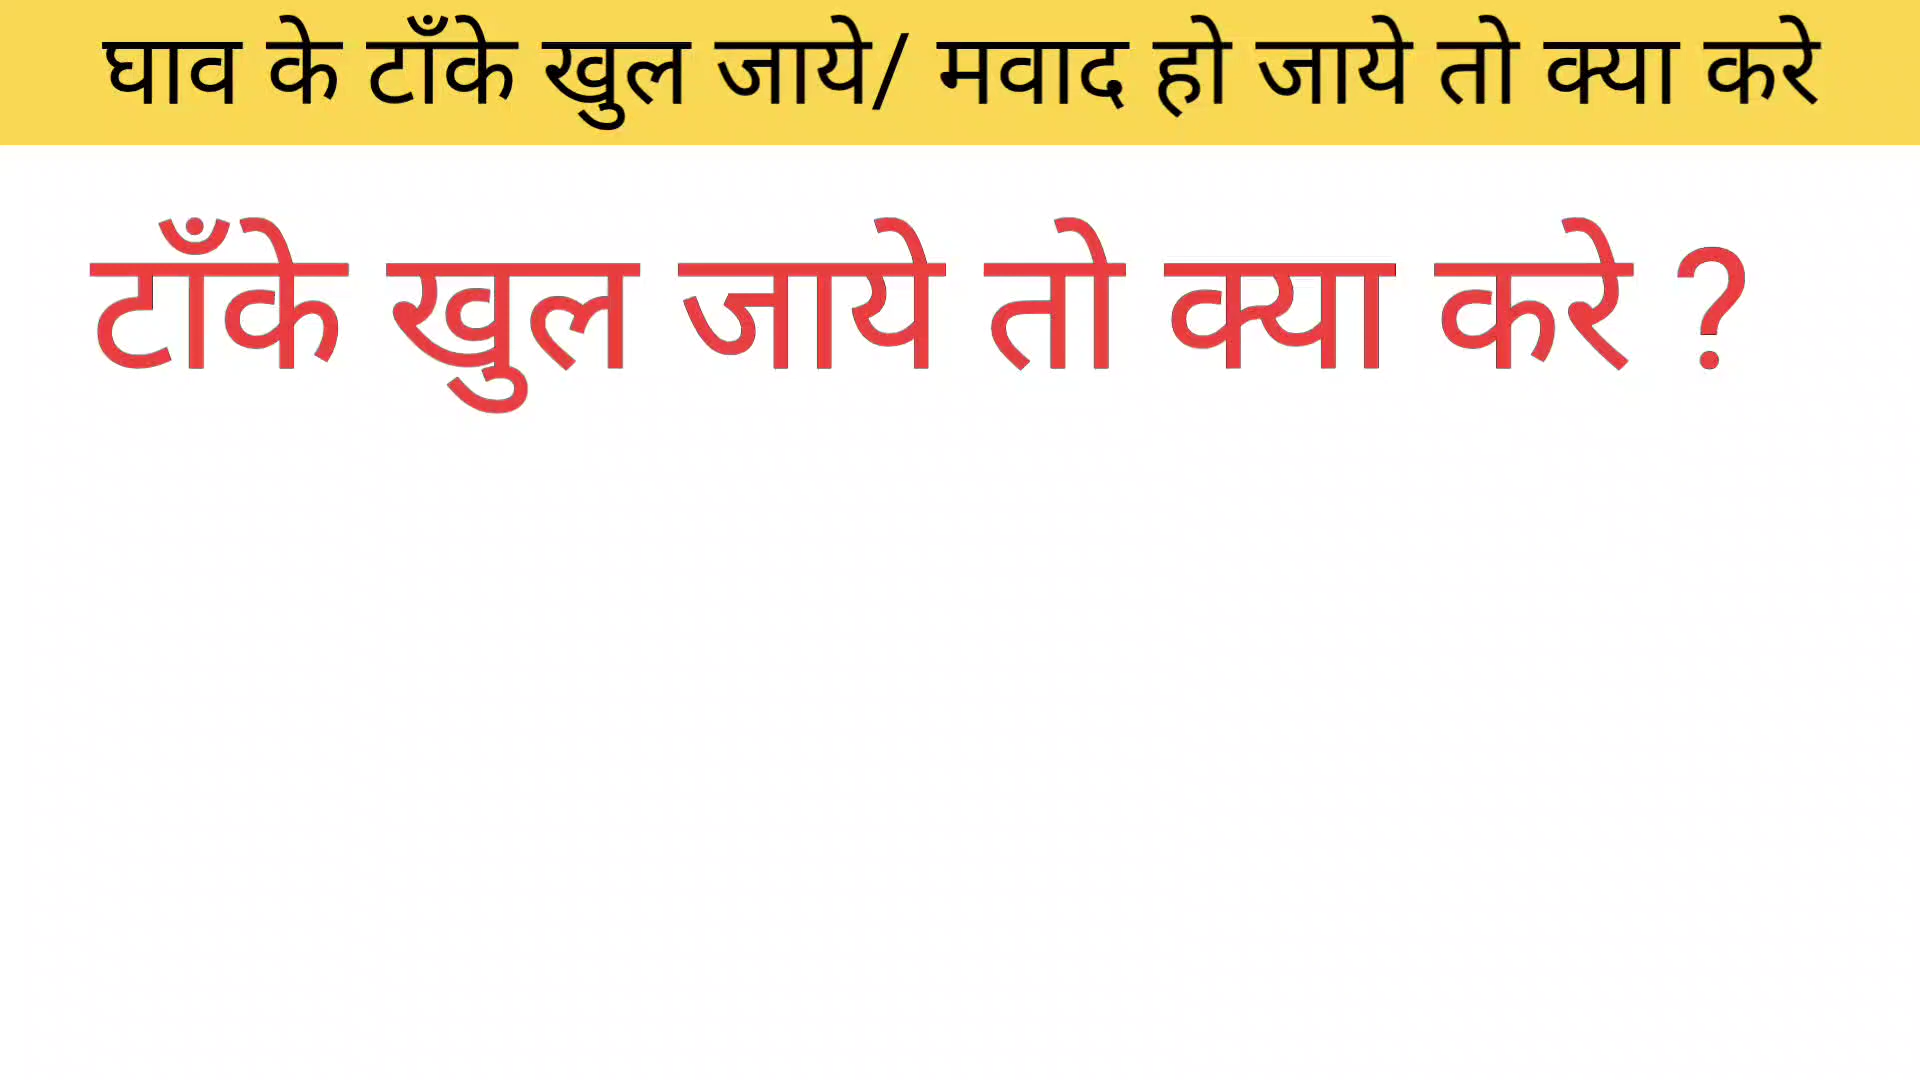 घाव के टाँके खुल जाये/ मवाद हो जाये तो क्या करे
टाँके खुल जाये तो क्या करे ?